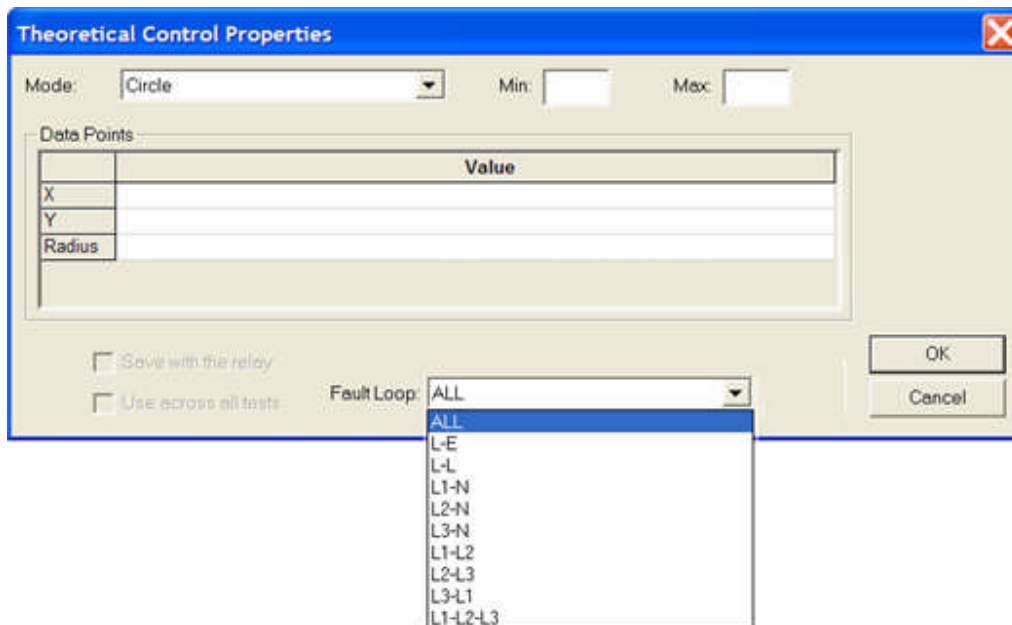 Theoretical Control Properties
Mode: Circle Min: Max:
Data Points
Value
X
Y
Radius
Save with the relay
Use across all tests
Fault Loop: ALL
OK
Cancel
ALL
L-E
L-L
L1-N
L2-N
L3-N
L1-L2
L2-L3
L3-L1
L1-L2-L3